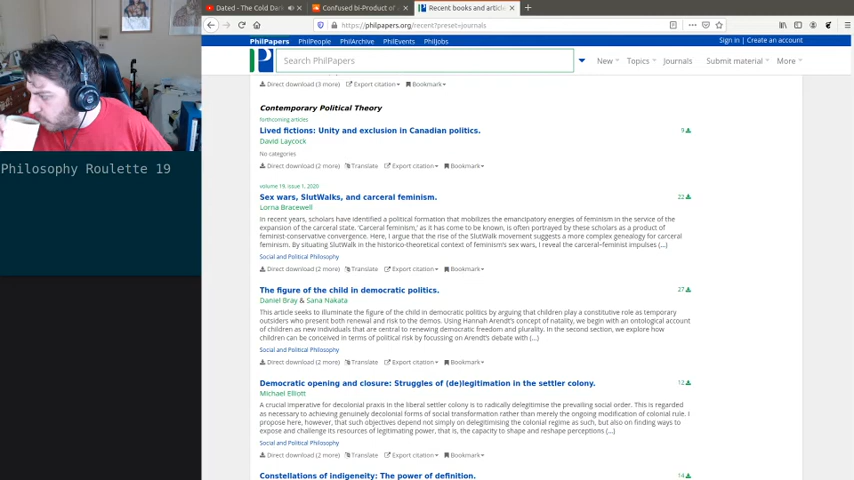 Dated - The Cold Dar
Confused bi-Product of
Recent books and article
https://philpapers.org/recent?preset=journals
PhilPapers PhilPeople PhilArchive PhilEvents PhilJobs
Sign in | Create an account
Search PhilPapers
New Topics Journals Submit material More
Direct download (3 more) Export citation Bookmark
Contemporary Political Theory
forthcoming articles
Lived fictions: Unity and exclusion in Canadian politics.
9
David Laycock
No categories
Direct download (2 more) Translate Export citation Bookmark
Philosophy Roulette 19
volume 19, issue 1, 2020
Sex wars, SlutWalks, and carceral feminism.
22
Lorna Bracewell
In recent years, scholars have identified a political formation that mobilizes the emancipatory energies of feminism in the service of the
expansion of the carceral state. 'Carceral feminism,' as it has come to be known, is often portrayed by these scholars as a product of
feminist-conservative convergence. Here, I argue that the rise of the SlutWalk movement suggests a more complex genealogy for carceral
feminism. By situating SlutWalk in the historico-theoretical context of feminism's sex wars, I reveal the carceral-feminist impulses (...)
Social and Political Philosophy
Direct download (2 more) Translate Export citation Bookmark
The figure of the child in democratic politics.
27
Daniel Bray & Sana Nakata
This article seeks to illuminate the figure of the child in democratic politics by arguing that children play a constitutive role as temporary
outsiders who present both renewal and risk to the demos. Using Hannah Arendt's concept of natality, we begin with an ontological account
of children as new individuals that are central to renewing democratic freedom and plurality. In the second section, we explore how
children can be conceived in terms of political risk by focussing on Arendt's debate with (...)
Social and Political Philosophy
Direct download (2 more) Translate Export citation Bookmark
Democratic opening and closure: Struggles of (de)legitimation in the settler colony.
12
Michael Elliott
A crucial imperative for decolonial praxis in the liberal settler colony is to radically delegitimise the prevailing social order. This is regarded
as necessary to achieving genuinely decolonial forms of social transformation rather than merely the ongoing modification of colonial rule. I
propose here, however, that such objectives depend not simply on delegitimising the colonial regime as such, but also on finding ways to
expose and challenge its resources of legitimating power, that is, the capacity to shape and reshape perceptions (...)
Social and Political Philosophy
Direct download (2 more) Translate Export citation Bookmark
Constellations of indigeneity: The power of definition.
14